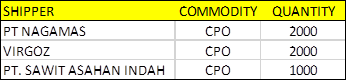 SHIPPER COMMODITY QUANTITY
PT NAGAMAS CPO 2000
VIRGOZ CPO 2000
PT. SAWIT ASAHAN INDAH CPO 1000